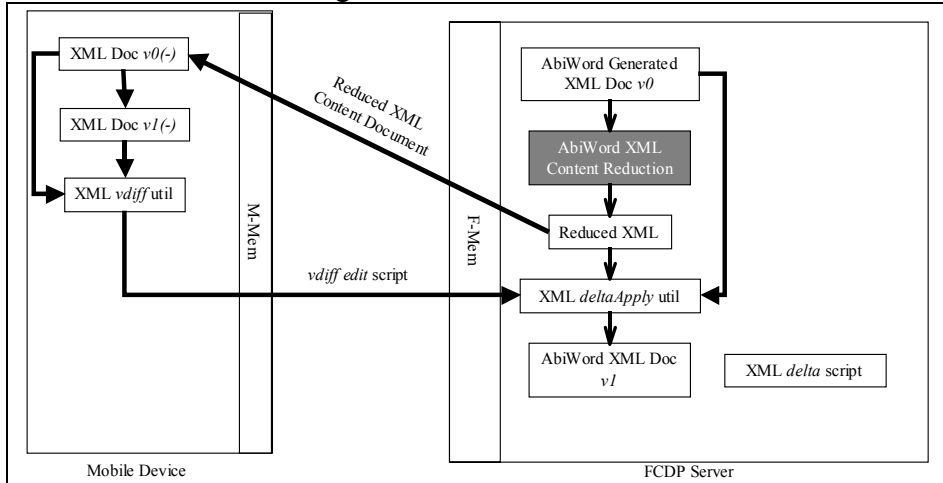 XML Doc v0(-)
XML Doc v1(-)
XML vdiff util
M-Mem
Mobile Device
Reduced XML
Content Document
vdiff edit script
F-Mem
AbiWord Generated
XML Doc v0
AbiWord XML
Content Reduction
Reduced XML
XML deltaApply util
AbiWord XML Doc
v1
XML delta script
FCDP Server